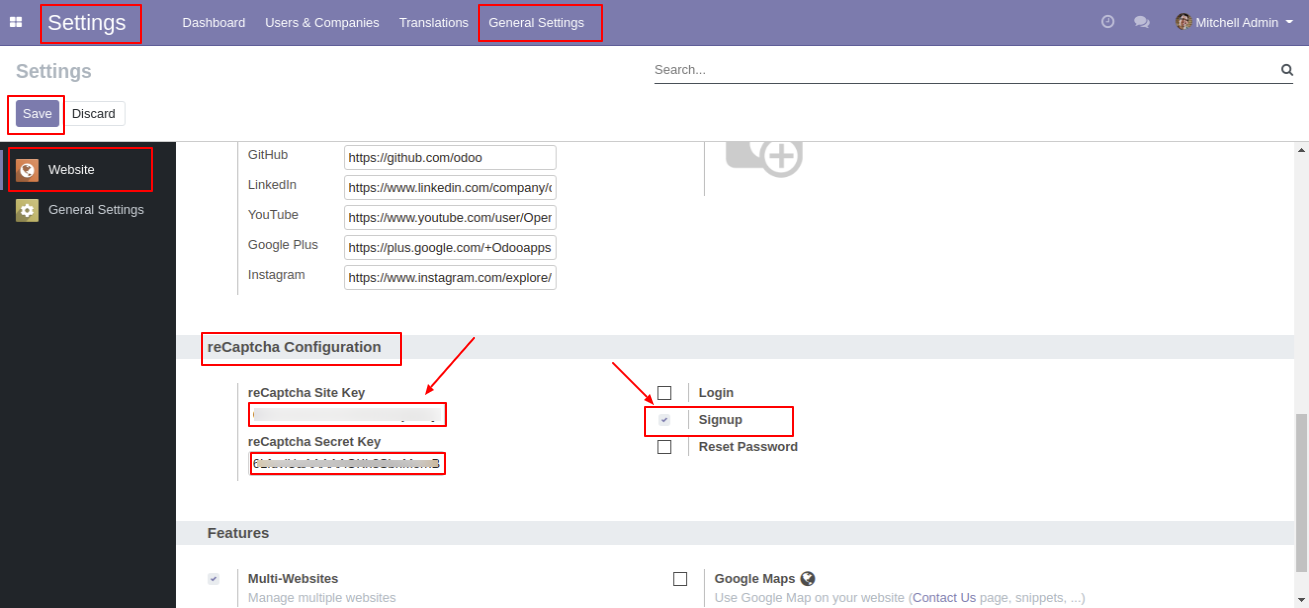 Settings Dashboard Users & Companies Translations General Settings Mitchell Admin
Settings
Search...
Save Discard
Website
General Settings
GitHub https://github.com/odoo
LinkedIn https://www.linkedin.com/company/
YouTube https://www.youtube.com/user/Oper
Google Plus https://plus.google.com/+Odooapps
Instagram https://www.instagram.com/explore/
reCaptcha Configuration
reCaptcha Site Key
reCaptcha Secret Key
Login
Signup
Reset Password
Features
Multi-Websites
Manage multiple websites
Google Maps
Use Google Map on your website (Contact Us page, snippets, ...)